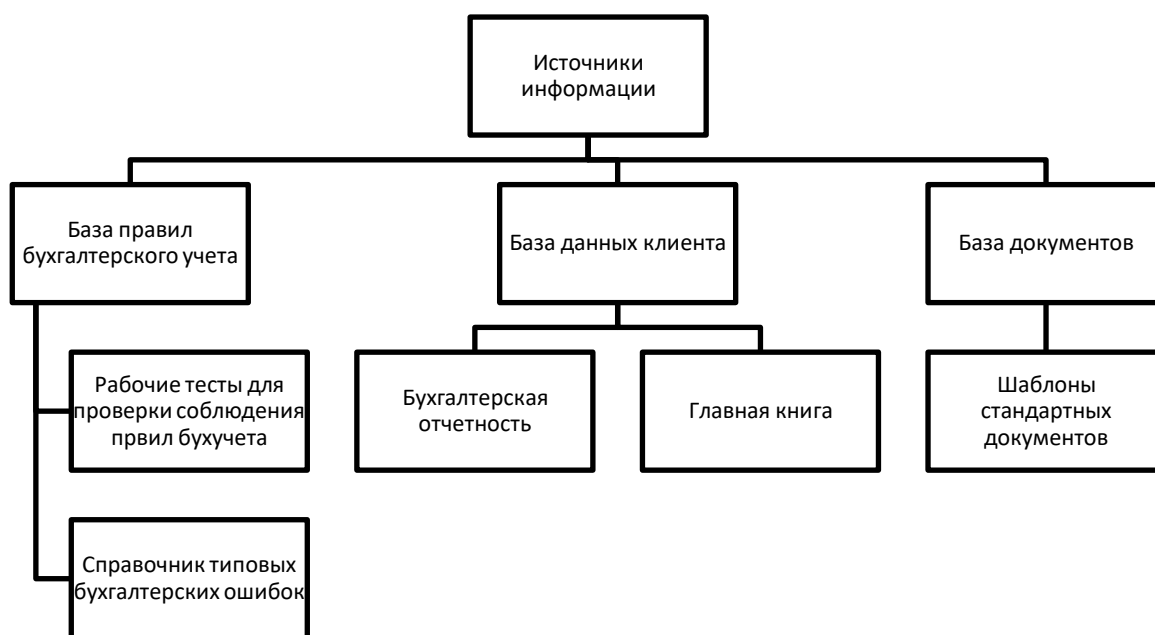 Источники
информации
База правил
бухгалтерского учета
База данных клиента
База документов
Рабочие тесты для
проверки соблюдения
првил бухучета
Бухгалтерская
отчетность
Главная книга
Шаблоны
стандартных
документов
Справочник типовых
бухгалтерских ошибок